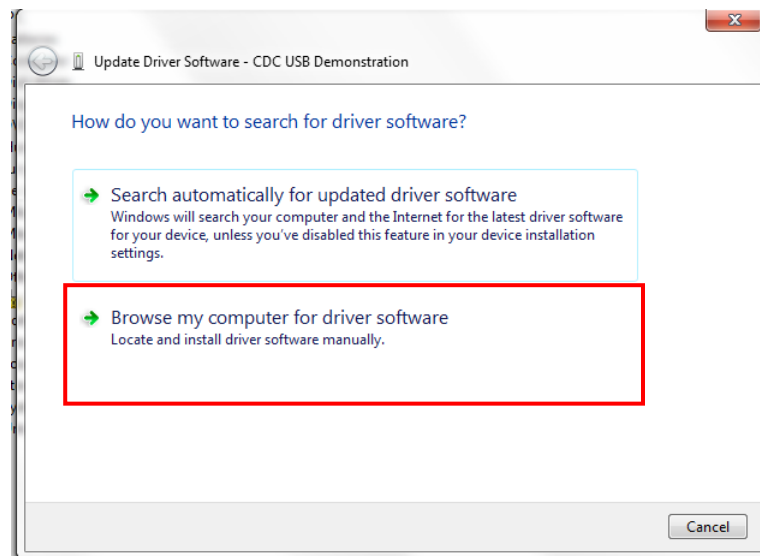 Update Driver Software - CDC USB Demonstration
How do you want to search for driver software?
Search automatically for updated driver software
Windows will search your computer and the Internet for the latest driver software
for your device, unless you've disabled this feature in your device installation
settings.
Browse my computer for driver software
Locate and install driver software manually.
Cancel